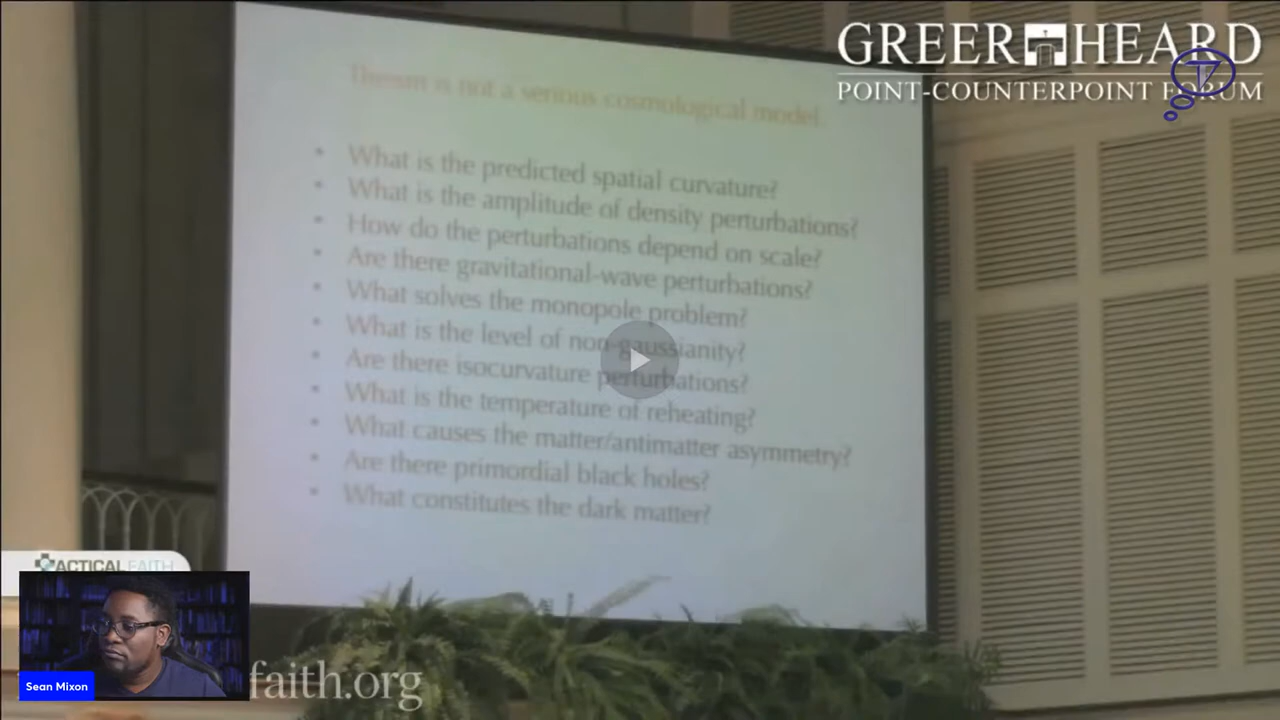 GREER HEARD
POINT-COUNTERPOINT FORUM
Theism is not a serious cosmological model.
• What is the predicted spatial curvature?
• What is the amplitude of density perturbations?
• How do the perturbations depend on scale?
• Are there gravitational-wave perturbations?
• What solves the monopole problem?
• What is the level of non-gaussianity?
• Are there isocurvature perturbations?
• What is the temperature of reheating?
• What causes the matter/antimatter asymmetry?
• Are there primordial black holes?
• What constitutes the dark matter?
ACTICAL FAITH
Sean Mixon
faith.org